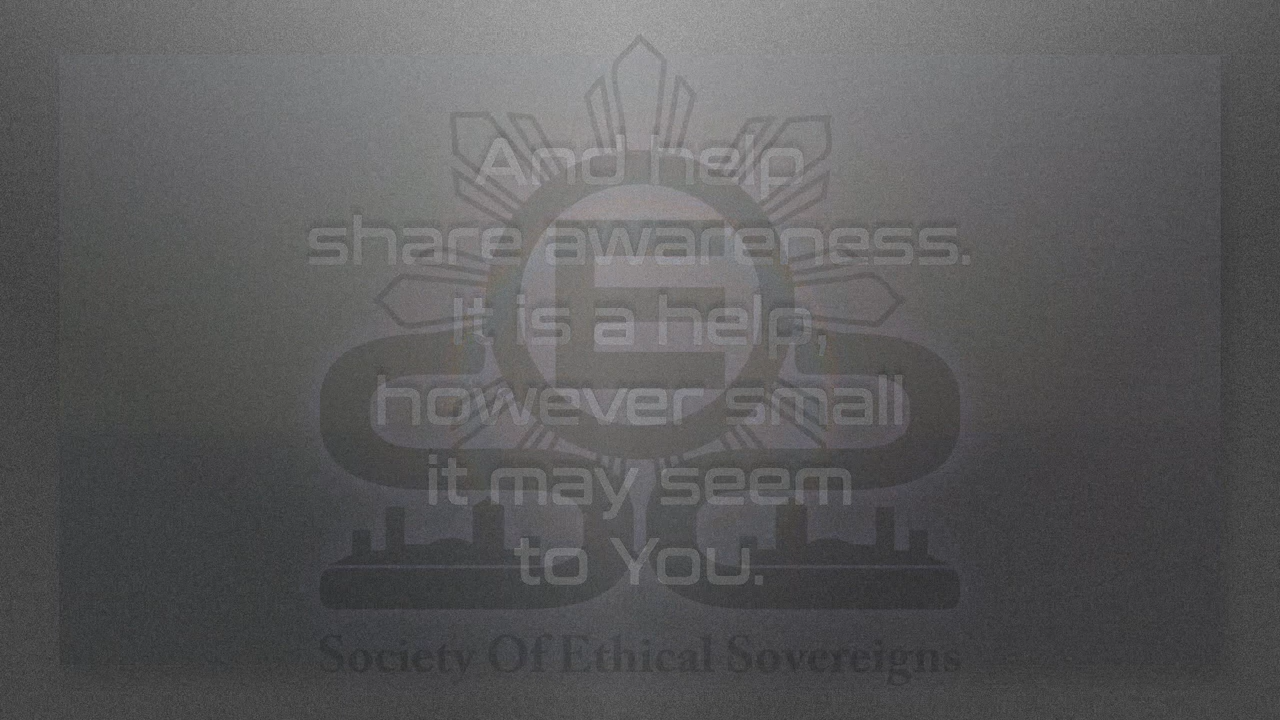 And help
share awareness.
It is a help,
however small
it may seem
to You.
E
Society Of Ethical Sovereigns